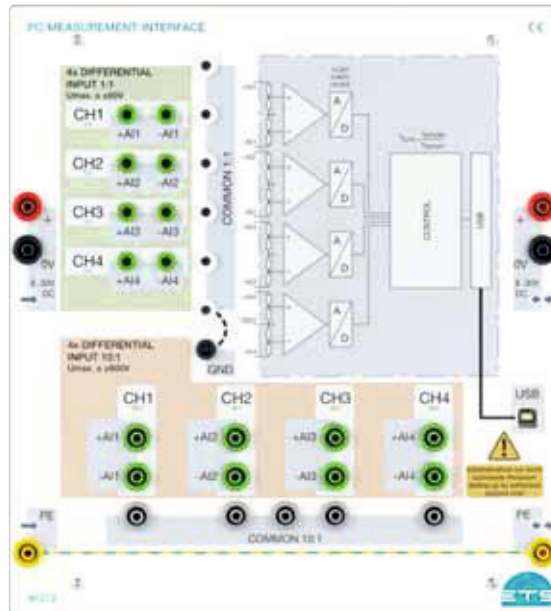 PC MEASUREMENT INTERFACE
CE
4x DIFFERENTIAL
INPUT 1:1
CH1
+AI1
-AI1
CH2
+AI2
-AI2
CH3
+AI3
-AI3
CH4
+AI4
-AI4
COMMON 1:1
A
D
A
D
A
D
A
D
CONTROL
USB
+
0V
DC
+
0V
DC
GND
4x DIFFERENTIAL
INPUT 10:1
CH1
CH2
CH3
CH4
+AI1
+AI2
+AI3
+AI4
-AI1
-AI2
-AI3
-AI4
USB
PE
PE
COMMON 10:1
ETS